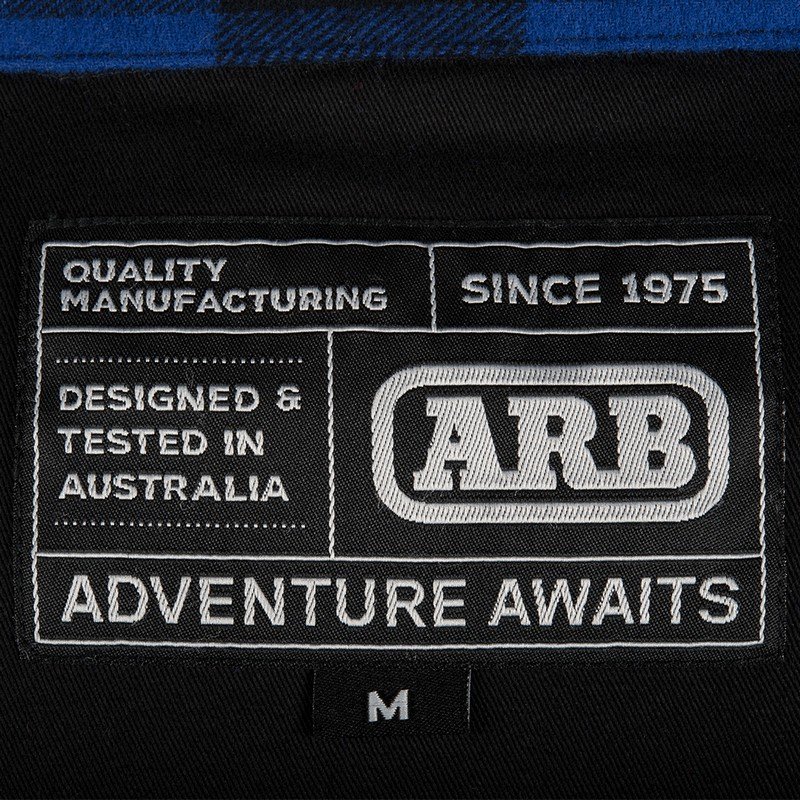 QUALITY
MANUFACTURING
SINCE 1975
DESIGNED &
TESTED IN
AUSTRALIA
ARB
ADVENTURE AWAITS
M